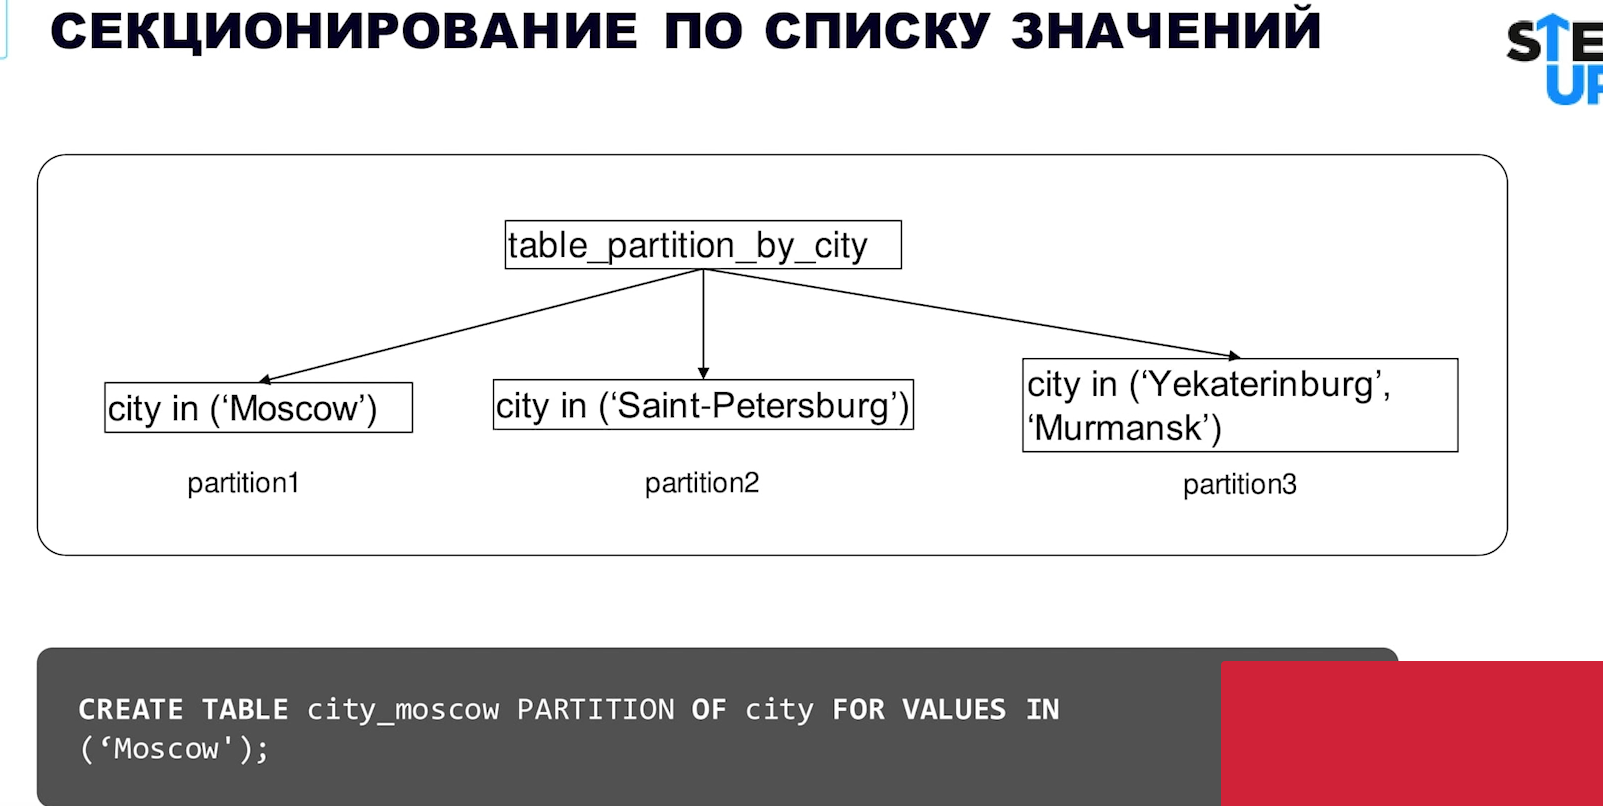 СЕКЦИОНИРОВАНИЕ ПО СПИСКУ ЗНАЧЕНИЙ
STE
UP
table_partition_by_city
city in (‘Moscow’)
city in (‘Saint-Petersburg’)
city in (‘Yekaterinburg’,
‘Murmansk’)
partition1
partition2
partition3
CREATE TABLE city_moscow PARTITION OF city FOR VALUES IN
(‘Moscow');